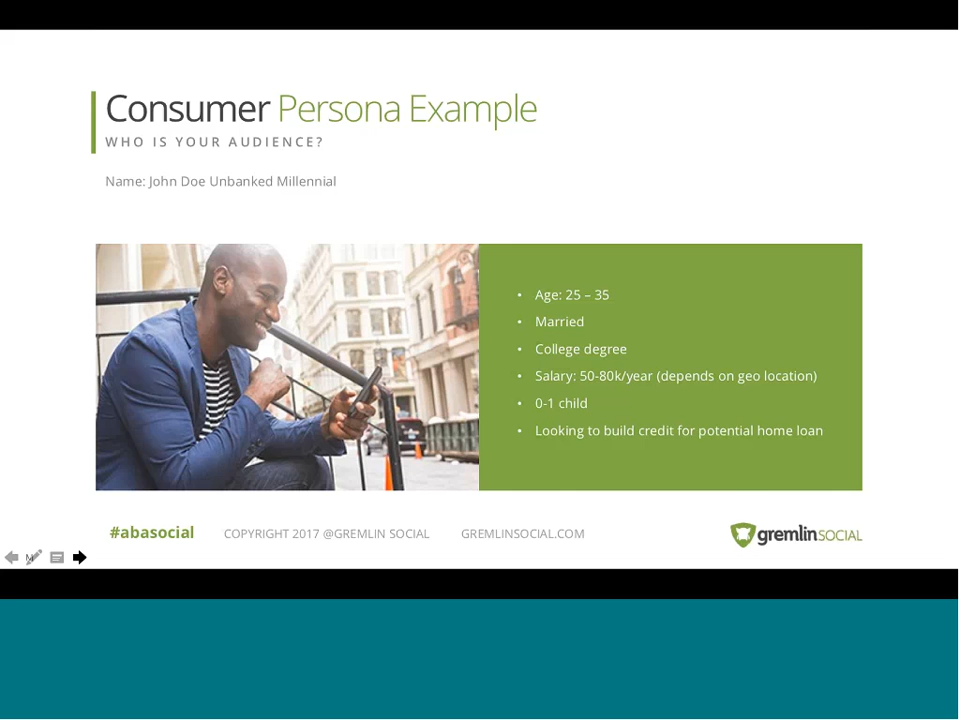 Consumer Persona Example
WHO IS YOUR AUDIENCE?
Name: John Doe Unbanked Millennial
• Age: 25 – 35
• Married
• College degree
• Salary: 50-80k/year (depends on geo location)
• 0-1 child
• Looking to build credit for potential home loan
#abasocial COPYRIGHT 2017 @GREMLIN SOCIAL GREMLINSOCIAL.COM gremlinSOCIAL